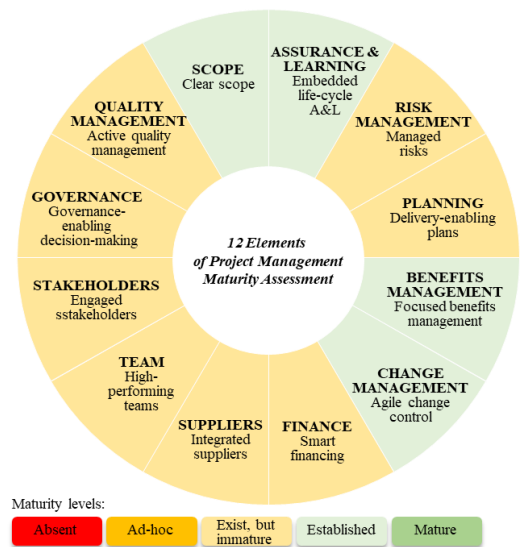 SCOPE
Clear scope
ASSURANCE &
LEARNING
Embedded
life-cycle
A&L
RISK
MANAGEMENT
Managed
risks
PLANNING
Delivery-enabling
plans
BENEFITS
MANAGEMENT
Focused benefits
management
CHANGE
MANAGEMENT
Agile change
control
FINANCE
Smart
financing
SUPPLIERS
Integrated
suppliers
TEAM
High-
performing
teams
STAKEHOLDERS
Engaged
sstakeholders
GOVERNANCE
Governance-
enabling
decision-making
QUALITY
MANAGEMENT
Active quality
management
12 Elements
of Project Management
Maturity Assessment
Maturity levels:
Absent
Ad-hoc
Exist, but
immature
Established
Mature